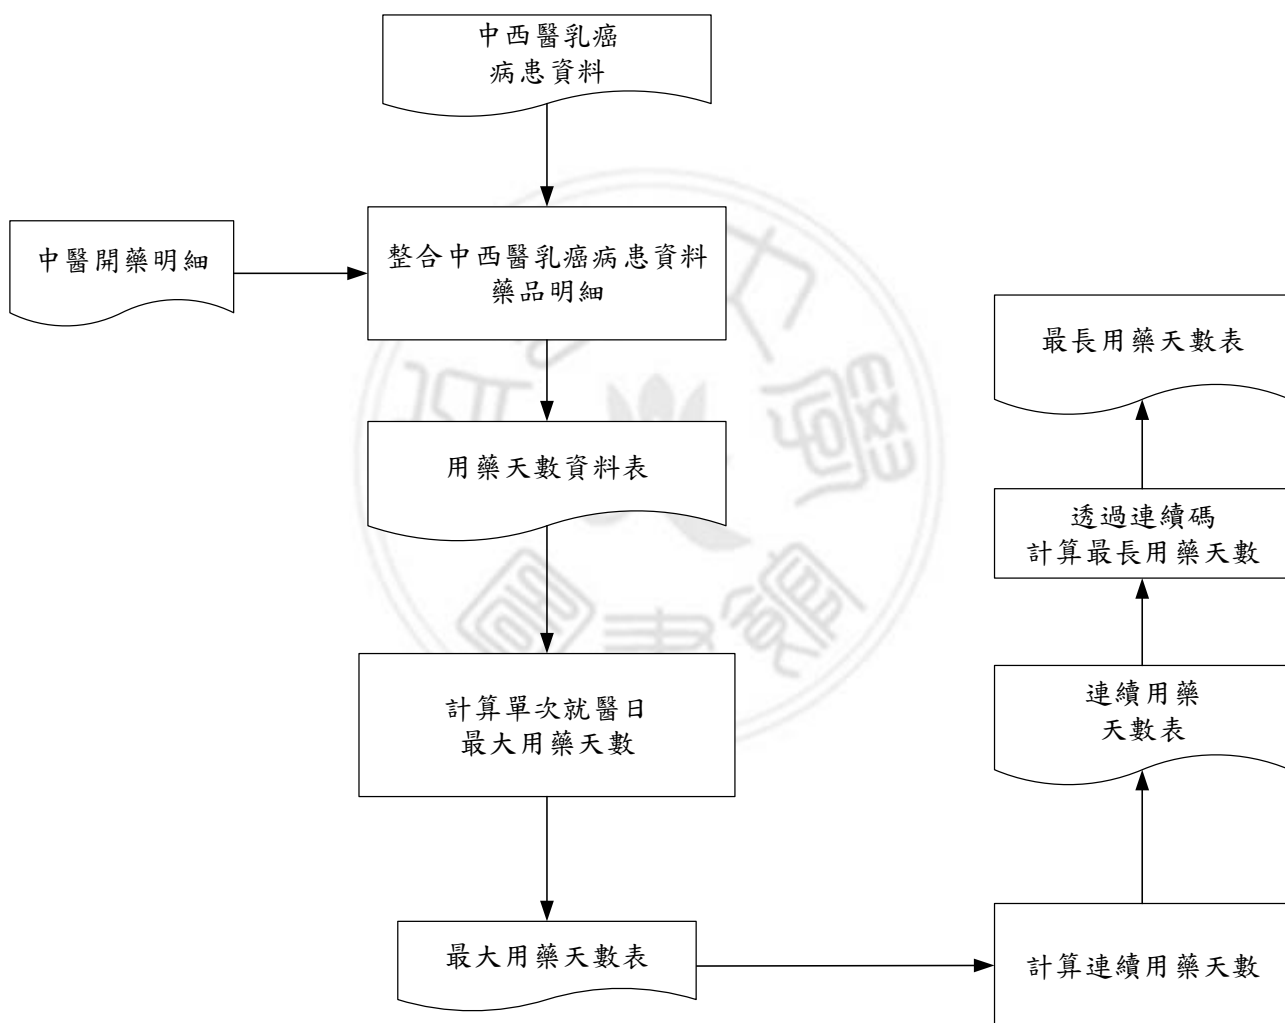 中西醫乳癌
病患資料
中醫開藥明細
整合中西醫乳癌病患資料
藥品明細
用藥天數資料表
計算單次就醫日
最大用藥天數
最大用藥天數表
計算連續用藥天數
連續用藥
天數表
透過連續碼
計算最長用藥天數
最長用藥天數表